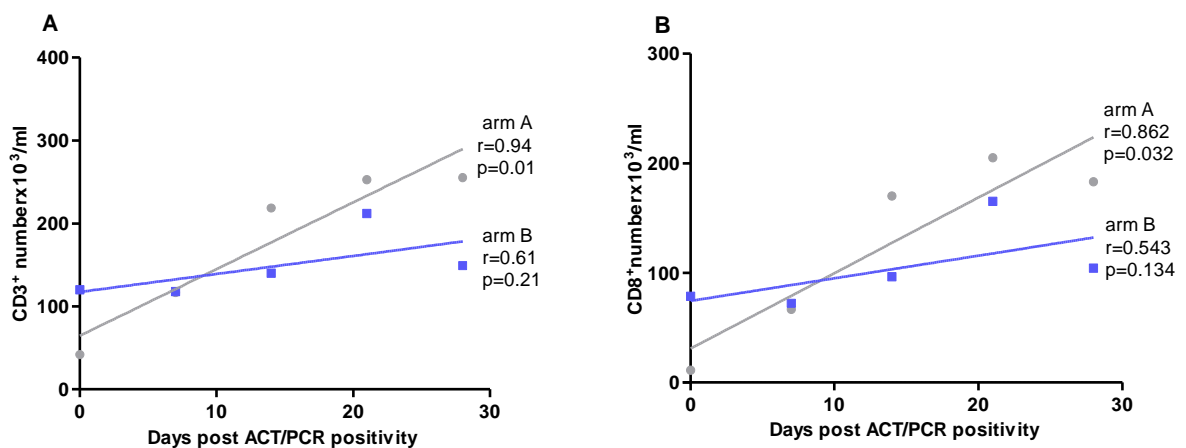 A
CD3⁺ numberx10³/ml
400
300
200
100
0
0 10 20 30
Days post ACT/PCR positivity
arm A
r=0.94
p=0.01
arm B
r=0.61
p=0.21
B
CD8⁺numberx10³/ml
300
200
100
0
0 10 20 30
Days post ACT/PCR positivity
arm A
r=0.862
p=0.032
arm B
r=0.543
p=0.134